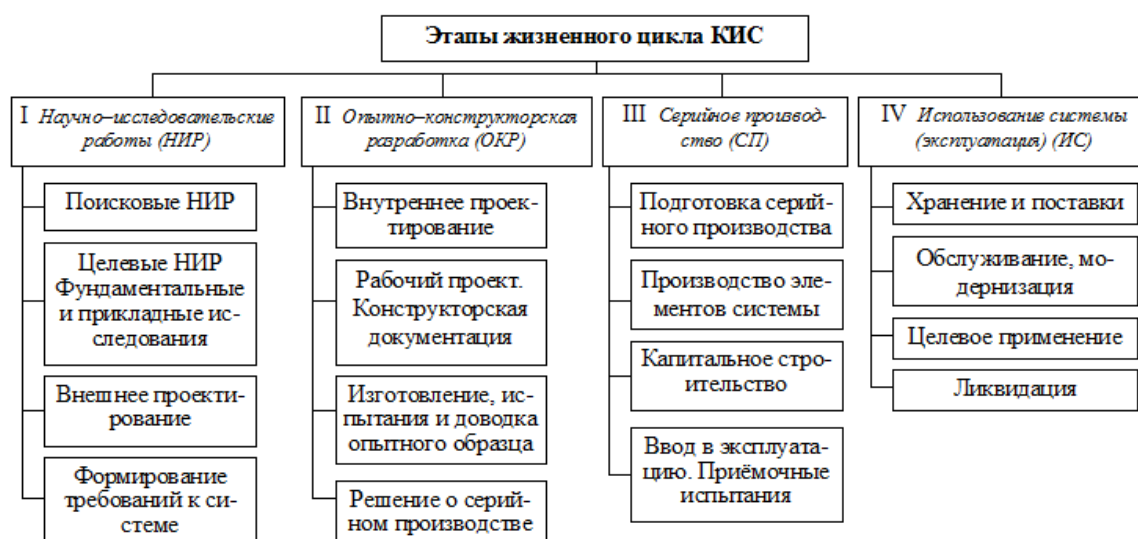 Этапы жизненного цикла КИС
I Научно–исследовательские
работы (НИР)
Поисковые НИР
Целевые НИР
Фундаментальные
и прикладные ис-
следования
Внешнее проекти-
рование
Формирование
требований к си-
стеме
II Опытно–конструкторская
разработка (ОКР)
Внутреннее проек-
тирование
Рабочий проект.
Конструкторская
документация
Изготовление, ис-
пытания и доводка
опытного образца
Решение о серий-
ном производстве
III Серийное производ-
ство (СП)
Подготовка серий-
ного производства
Производство эле-
ментов системы
Капитальное стро-
ительство
Ввод в эксплуата-
цию. Приёмочные
испытания
IV Использование системы
(эксплуатация) (ИС)
Хранение и поставки
Обслуживание, мо-
дернизация
Целевое применение
Ликвидация